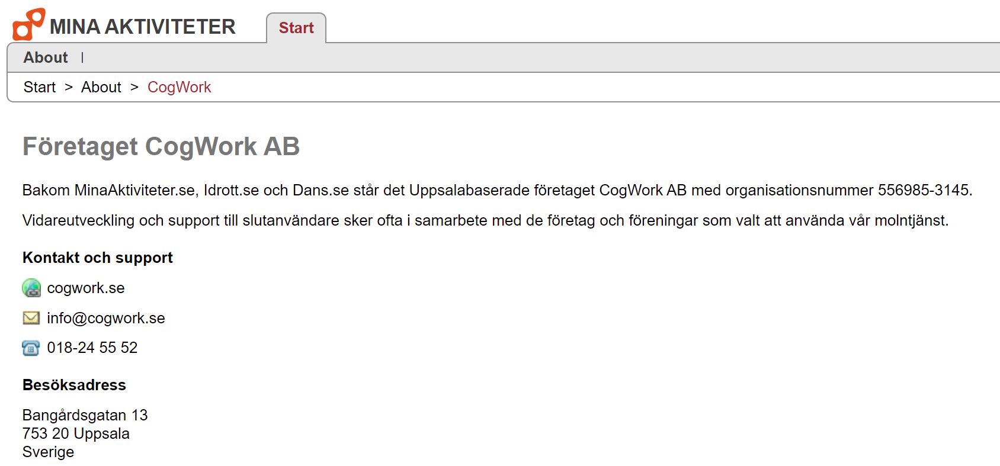 MINA AKTIVITETER
Start
About |
Start > About > CogWork
Företaget CogWork AB
Bakom MinaAktiviteter.se, Idrott.se och Dans.se står det Uppsalabaserade företaget CogWork AB med organisationsnummer 556985-3145.
Vidareutveckling och support till slutanvändare sker ofta i samarbete med de företag och föreningar som valt att använda vår molntjänst.
Kontakt och support
cogwork.se
info@cogwork.se
018-24 55 52
Besöksadress
Bangårdsgatan 13
753 20 Uppsala
Sverige